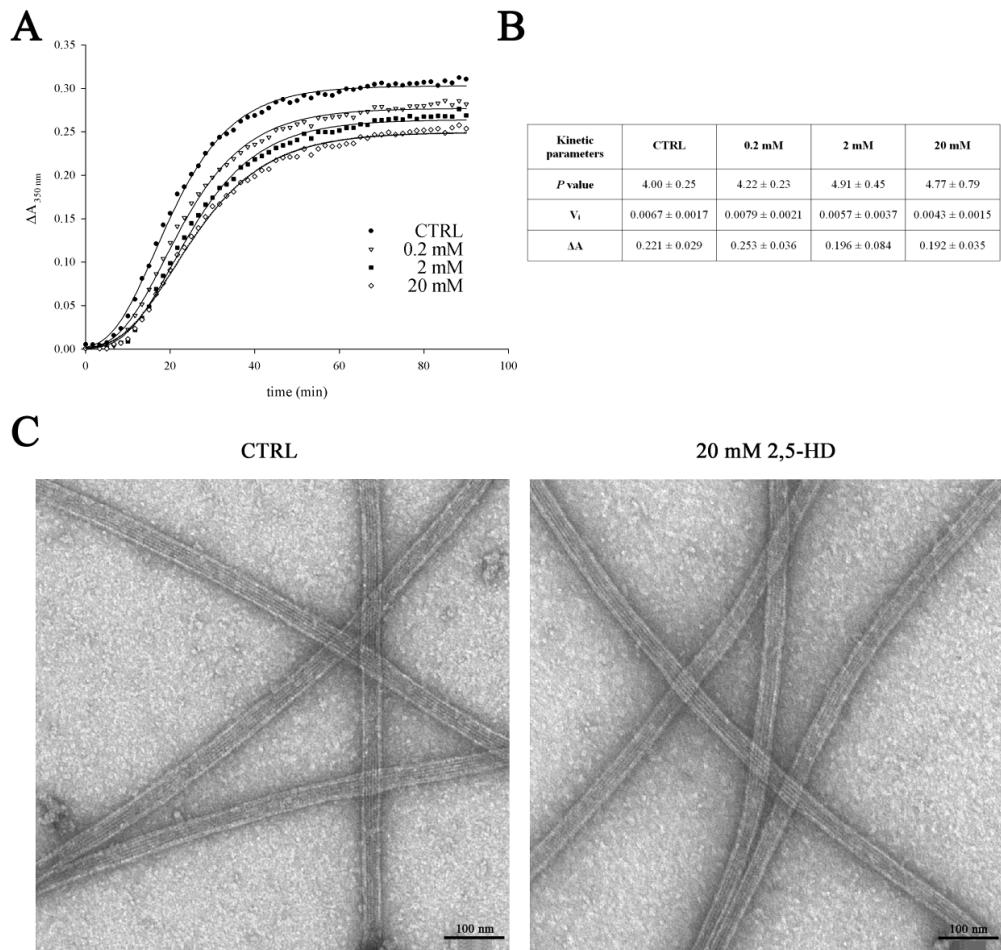 A
0.35
0.30
0.25
0.20
0.15
0.10
0.05
0.00
ΔA350 nm
0 20 40 60 80 100
time (min)
CTRL
0.2 mM
2 mM
20 mM
B
Kinetic parameters CTRL 0.2 mM 2 mM 20 mM
P value 4.00 ± 0.25 4.22 ± 0.23 4.91 ± 0.45 4.77 ± 0.79
Vi 0.0067 ± 0.0017 0.0079 ± 0.0021 0.0057 ± 0.0037 0.0043 ± 0.0015
ΔA 0.221 ± 0.029 0.253 ± 0.036 0.196 ± 0.084 0.192 ± 0.035
C
CTRL
20 mM 2,5-HD
100 nm
100 nm